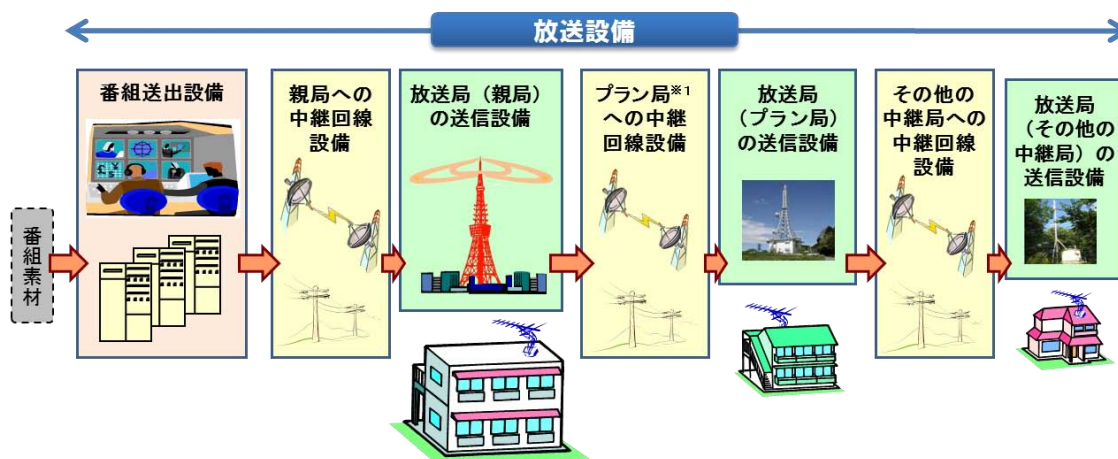 放送設備
番組素材
番組送出設備
親局への
中継回線
設備
放送局（親局）
の送信設備
プラン局※1
への中継
回線設備
放送局
（プラン局）
の送信設備
その他の
中継局への
中継回線
設備
放送局
（その他の
中継局）の
送信設備